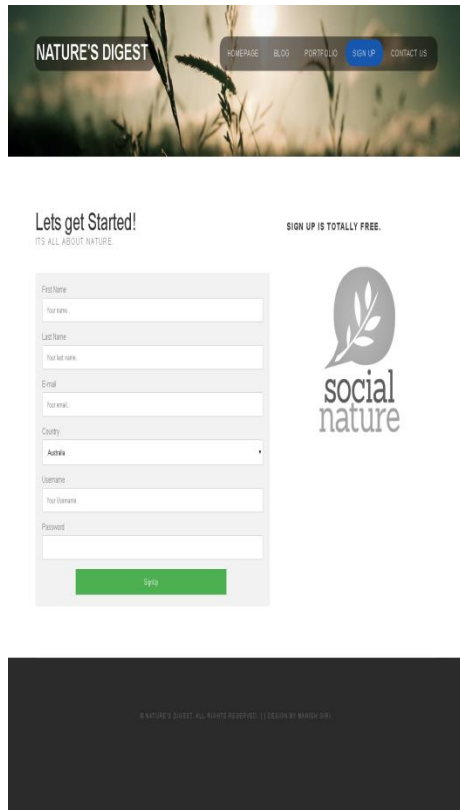 NATURE'S DIGEST
HOMEPAGE BLOG PORTFOLIO SIGN UP CONTACT US
Lets get Started!
ITS ALL ABOUT NATURE.
SIGN UP IS TOTALLY FREE.
First Name
Your name..
Last Name
Your last name..
E-mail
Your email..
Country
Australia
Username
Your Username..
Password
SignUp
social
nature
© NATURE'S DIGEST. ALL RIGHTS RESERVED. || DESIGN BY MANISH GIRI